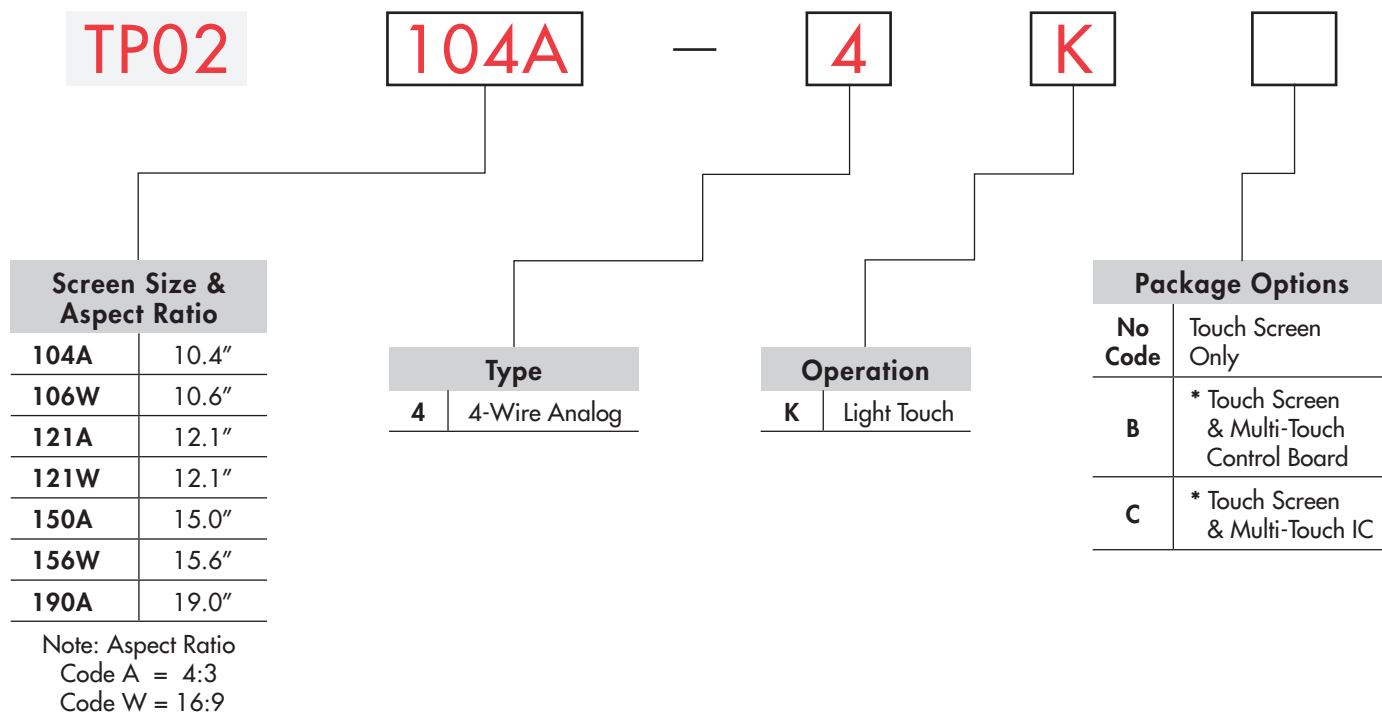 TP02 104A — 4 K
Screen Size &
Aspect Ratio
104A 10.4″
106W 10.6″
121A 12.1″
121W 12.1″
150A 15.0″
156W 15.6″
190A 19.0″
Note: Aspect Ratio
Code A = 4:3
Code W = 16:9
Type
4 4-Wire Analog
Operation
K Light Touch
Package Options
No Touch Screen
Code Only
* Touch Screen
B & Multi-Touch
Control Board
* Touch Screen
C & Multi-Touch IC